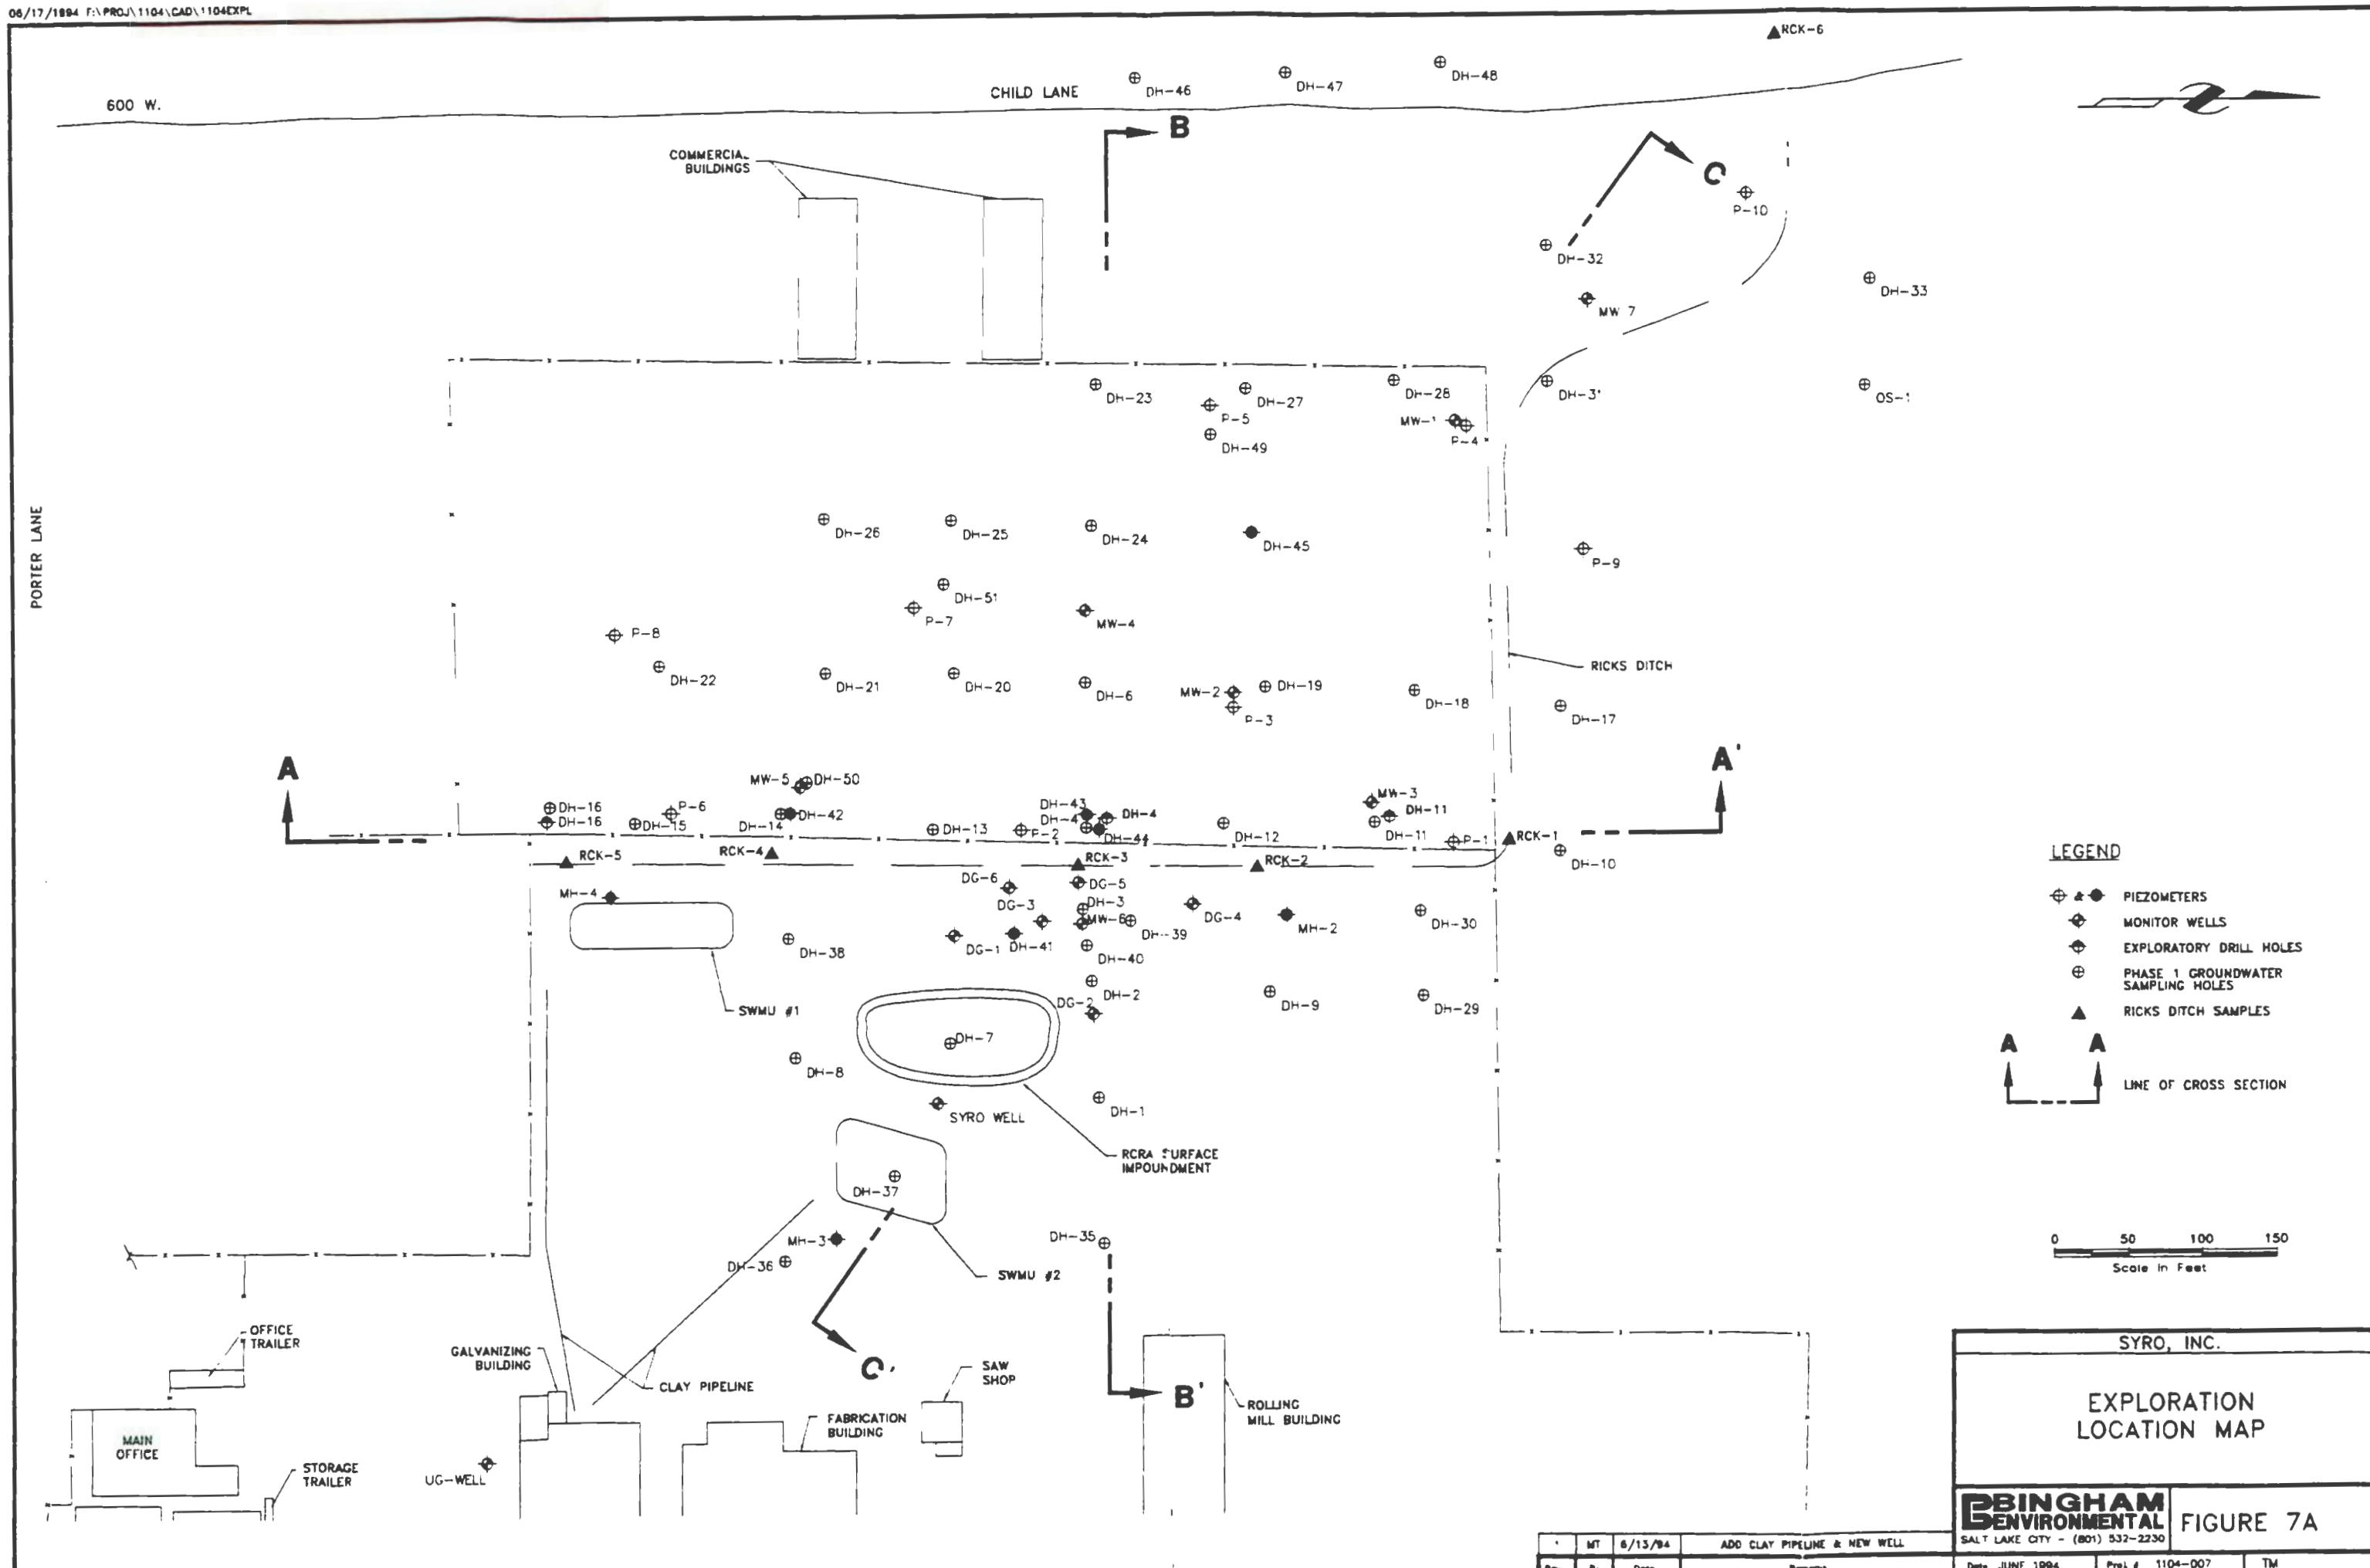 06/17/1994 F:\PROJ\1104\CAD\1104EXPL
RCK-6
DH-46
DH-47
DH-48
600 W.
CHILD LANE
B
COMMERCIAL
BUILDINGS
C
P-10
DH-32
DH-33
MW 7
DH-23
P-5
DH-27
DH-28
DH-3'
OS-1
MW-1
P-4
DH-49
PORTER LANE
DH-26
DH-25
DH-24
DH-45
P-9
DH-51
P-7
MW-4
P-8
RICKS DITCH
DH-22
DH-21
DH-20
DH-6
MW-2
DH-19
P-3
DH-18
DH-17
A
A'
MW-5
DH-50
MW-3
DH-16
DH-16
P-6
DH-15
DH-14
DH-42
DH-13
P-2
DH-43
DH-4
DH-4
DH-44
DH-12
DH-11
DH-11
P-1
RCK-1
DH-10
RCK-5
RCK-4
RCK-3
RCK-2
LEGEND
MH-4
DG-6
DG-5
DG-3
DH-3
MW-6
DH-39
DG-4
MH-2
DH-30
& PIEZOMETERS
MONITOR WELLS
EXPLORATORY DRILL HOLES
PHASE 1 GROUNDWATER
SAMPLING HOLES
RICKS DITCH SAMPLES
A A
LINE OF CROSS SECTION
DH-38
DG-1
DH-41
DH-40
DH-2
DG-2
DH-9
DH-29
SWMU #1
DH-7
DH-8
SYRO WELL
DH-1
RCRA SURFACE
IMPOUNDMENT
DH-37
MH-3
DH-36
DH-35
SWMU #2
0 50 100 150
Scale in Feet
OFFICE
TRAILER
GALVANIZING
BUILDING
CLAY PIPELINE
C'
SAW
SHOP
B'
ROLLING
MILL BUILDING
FABRICATION
BUILDING
MAIN
OFFICE
STORAGE
TRAILER
UG-WELL
SYRO, INC.
EXPLORATION
LOCATION MAP
BINGHAM
ENVIRONMENTAL
SALT LAKE CITY - (801) 532-2230
FIGURE 7A
MT 6/13/94 ADD CLAY PIPELINE & NEW WELL
Date JUNE 1994 Proj. # 1104-007 TM